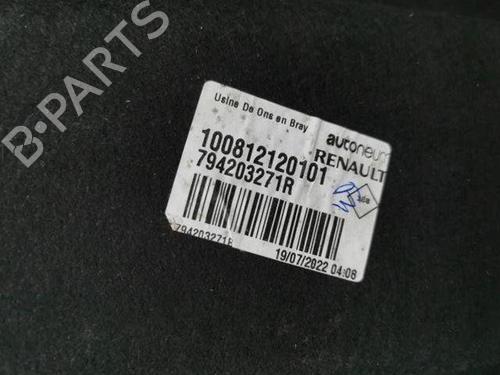 B-PARTS
Usine De Ons en Bray
autoneum
RENAULT
100812120101
794203271R
794203271R
19/07/2022 04:08